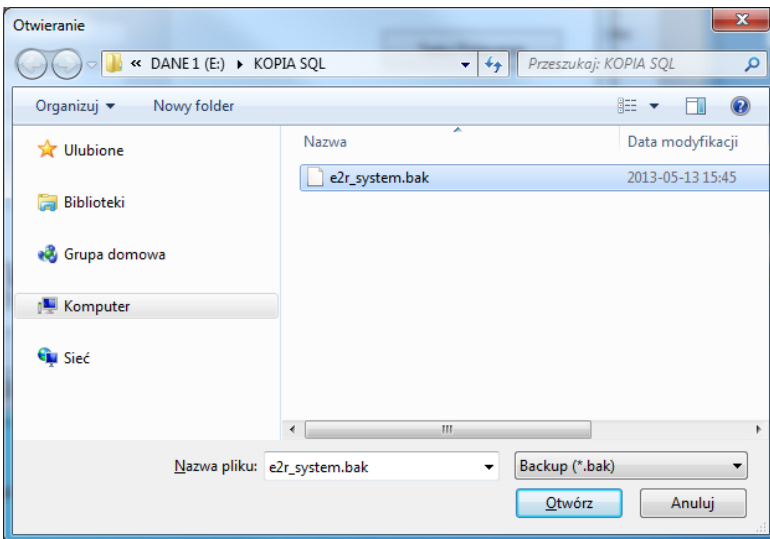 Otwieranie
« DANE 1 (E:) KOPIA SQL
Przeszukaj: KOPIA SQL
Organizuj Nowy folder
Nazwa Data modyfikacji
Ulubione
e2r_system.bak 2013-05-13 15:45
Biblioteki
Grupa domowa
Komputer
Sieć
Nazwa pliku: e2r_system.bak Backup (*.bak)
Otwórz Anuluj